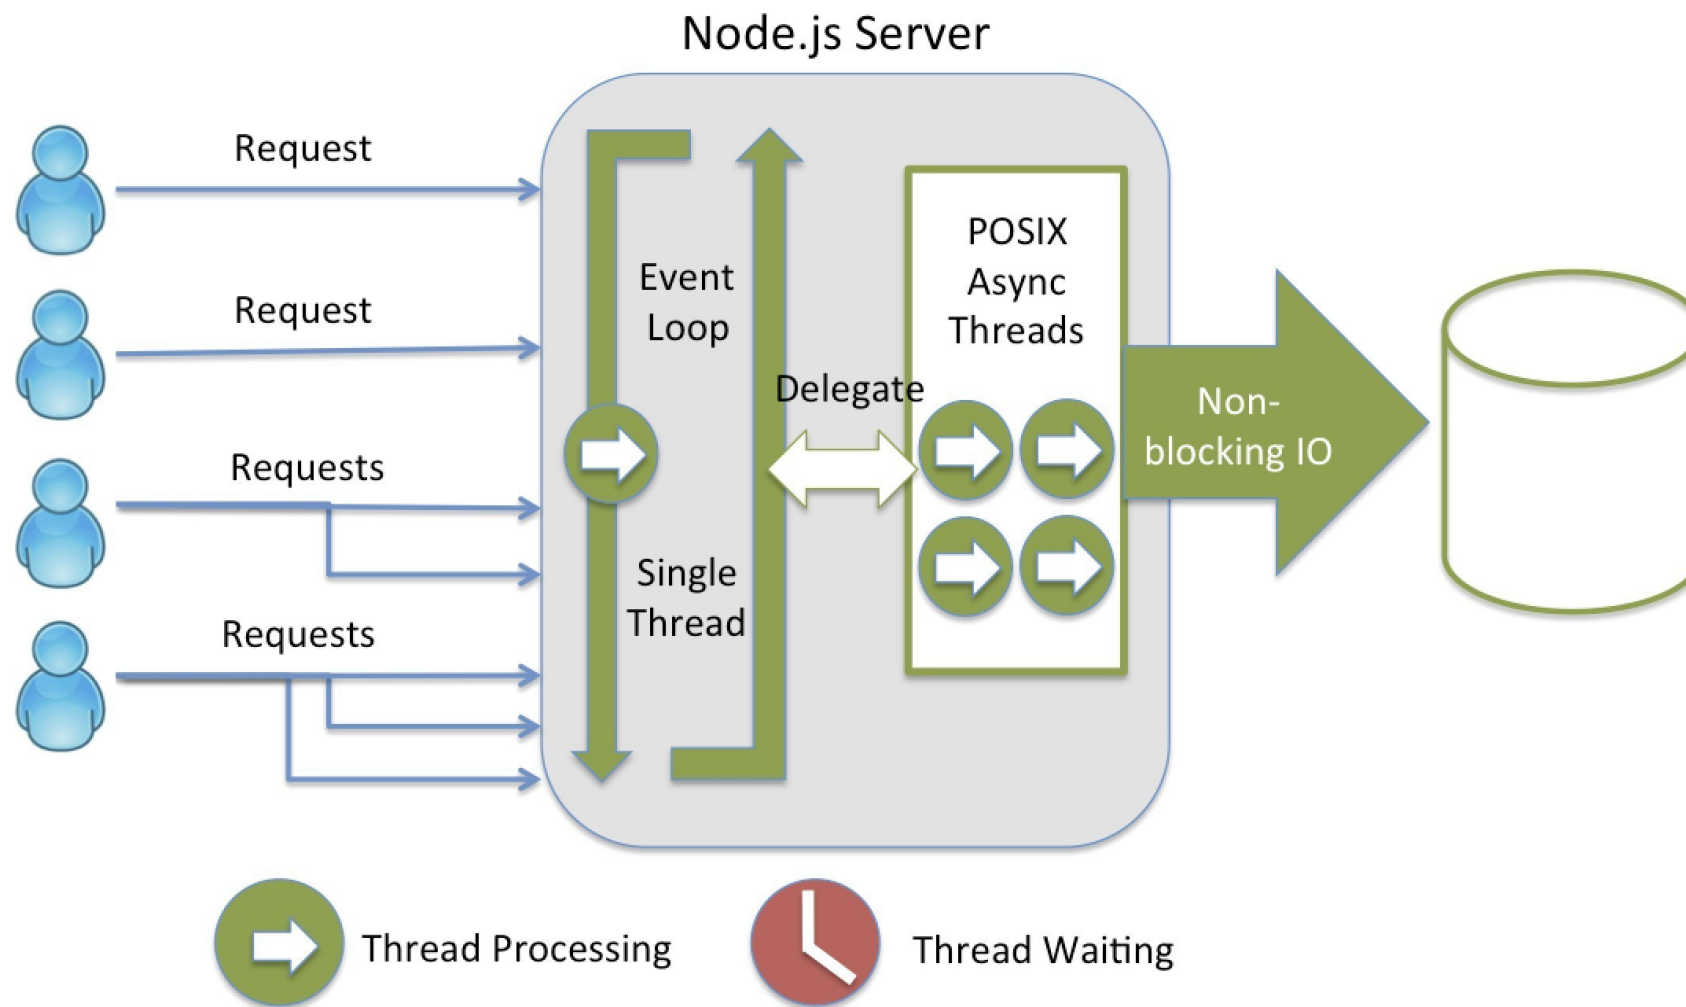 Node.js Server
Request
Request
Requests
Requests
Event
Loop
Single
Thread
Delegate
POSIX
Async
Threads
Non-
blocking IO
Thread Processing
Thread Waiting